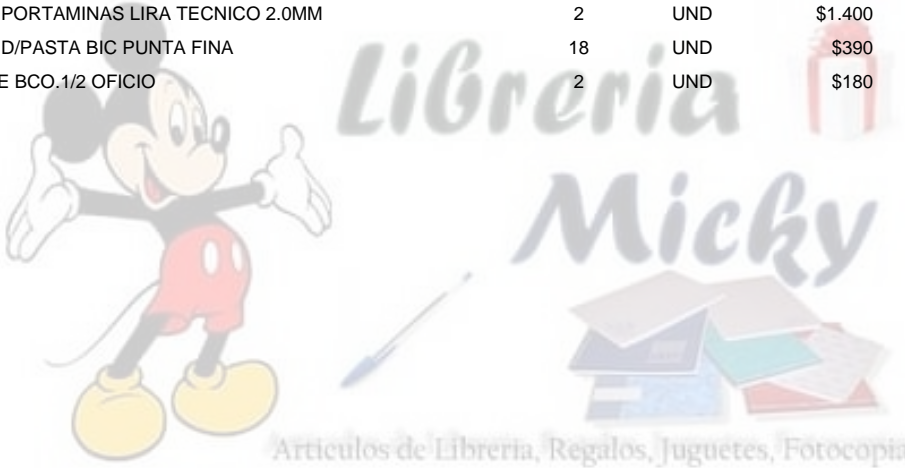 PORTAMINAS LIRA TECNICO 2.0MM 2 UND $1.400
D/PASTA BIC PUNTA FINA 18 UND $390
E BCO.1/2 OFICIO 2 UND $180
Libreria
Micky
Articulos de Libreria, Regalos, Juguetes, Fotocopia